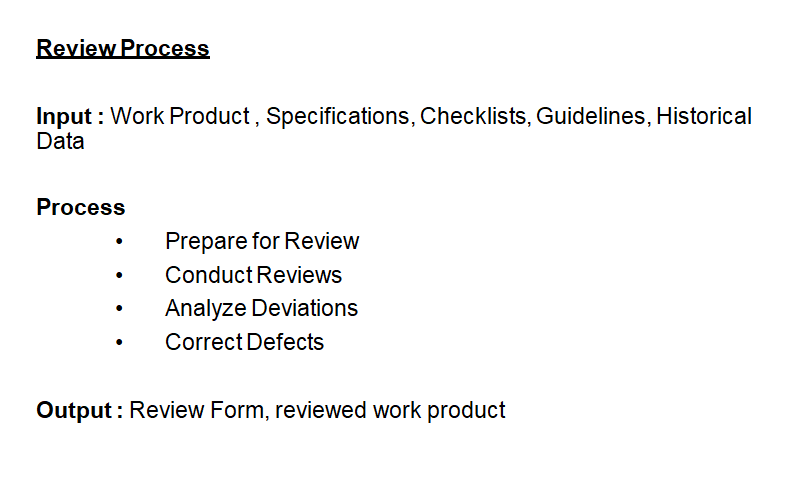 Review Process
Input : Work Product , Specifications, Checklists, Guidelines, Historical
Data
Process
• Prepare for Review
• Conduct Reviews
• Analyze Deviations
• Correct Defects
Output : Review Form, reviewed work product